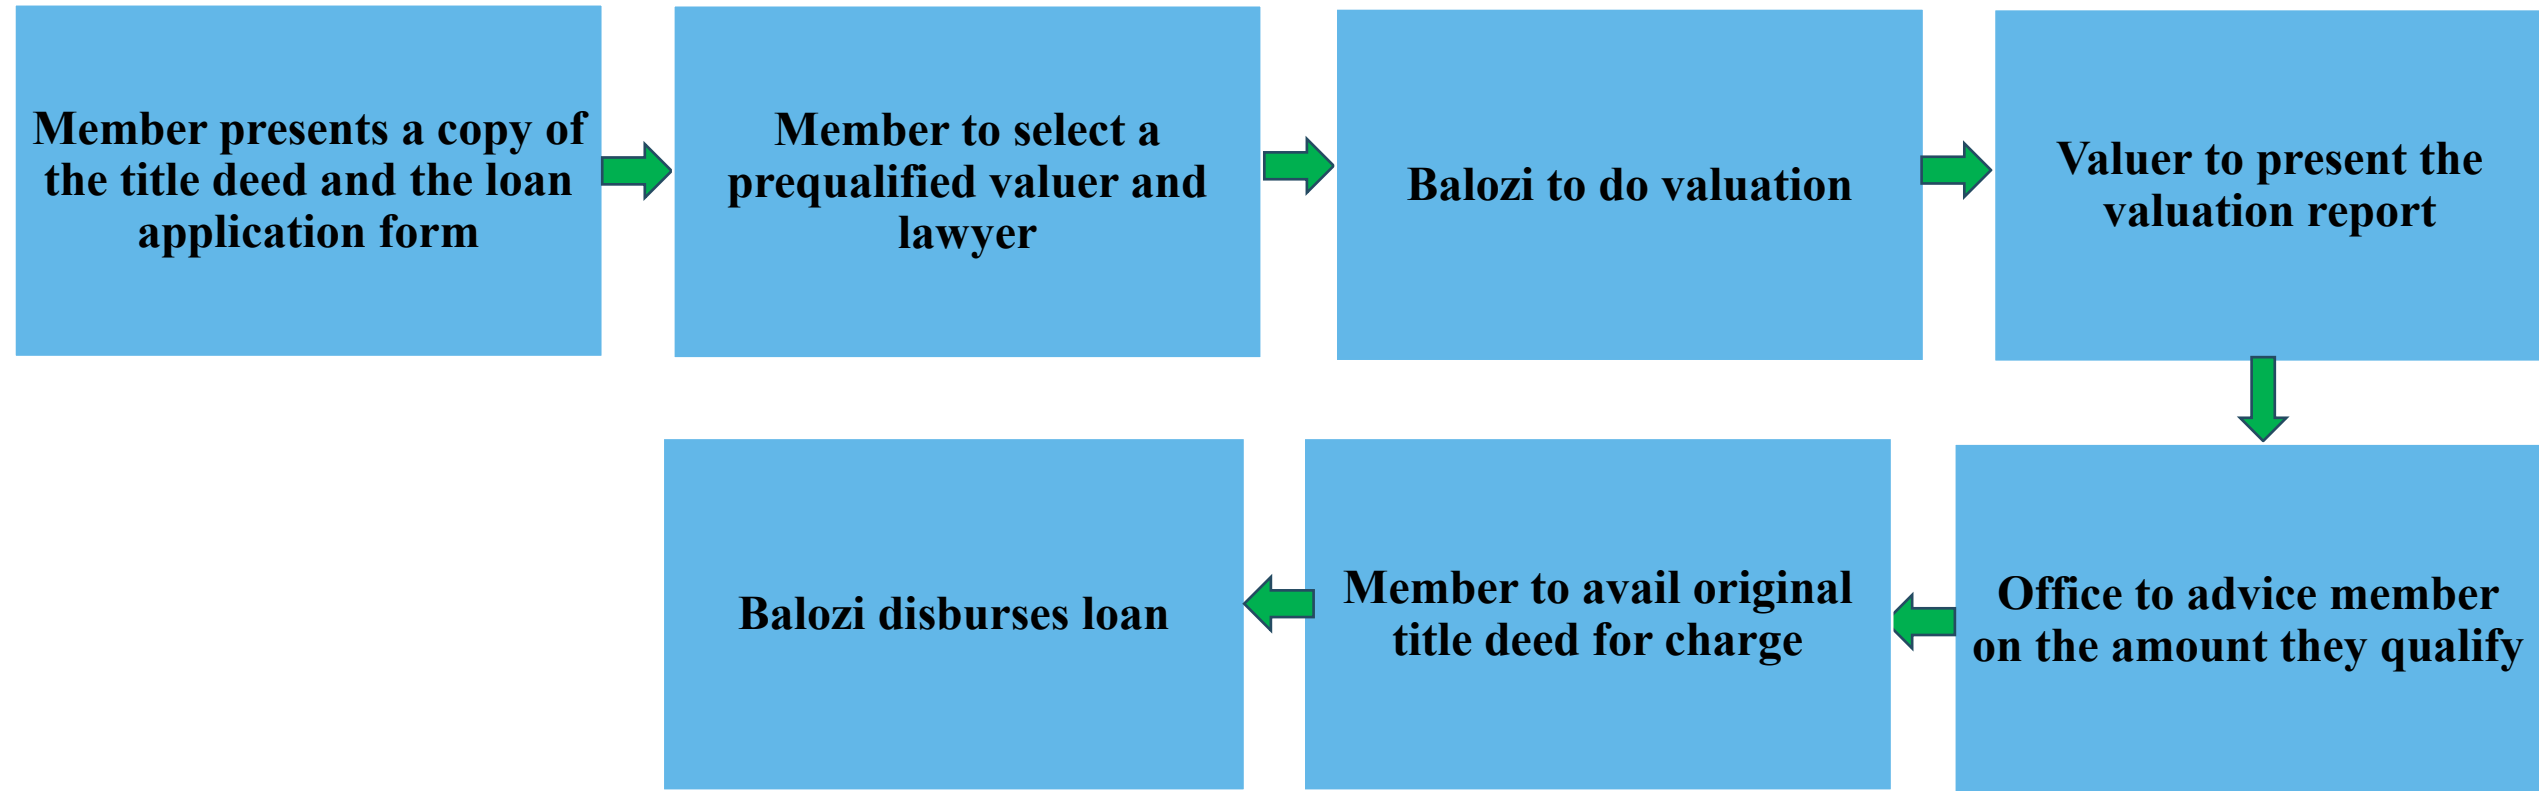 Member presents a copy of
the title deed and the loan
application form
Member to select a
prequalified valuer and
lawyer
Balozi to do valuation
Valuer to present the
valuation report
Office to advice member
on the amount they qualify
Member to avail original
title deed for charge
Balozi disburses loan